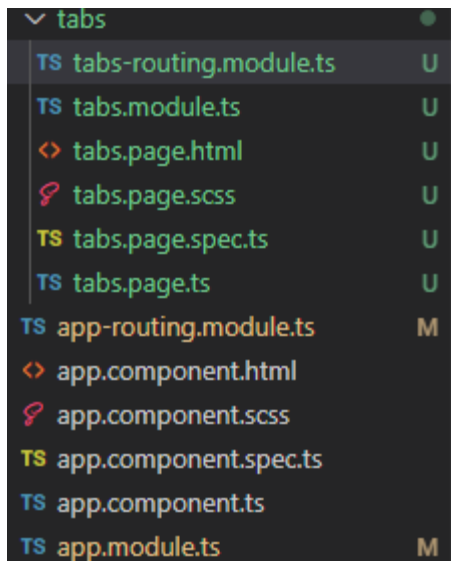 tabs
TS tabs-routing.module.ts U
TS tabs.module.ts U
<> tabs.page.html U
tabs.page.scss U
TS tabs.page.spec.ts U
TS tabs.page.ts U
TS app-routing.module.ts M
<> app.component.html
app.component.scss
TS app.component.spec.ts
TS app.component.ts
TS app.module.ts M